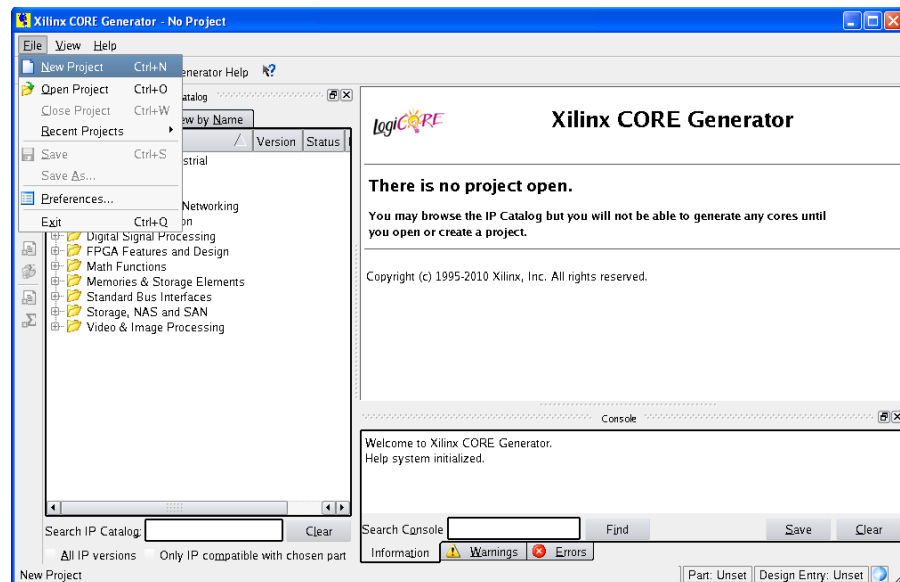 Xilinx CORE Generator - No Project
File View Help
New Project Ctrl+N
enerator Help
Open Project Ctrl+O
Close Project Ctrl+W
Recent Projects
Save Ctrl+S
Save As...
Preferences...
Exit Ctrl+Q
atalog
ew by Name
Version Status
strial
Networking
on
Digital Signal Processing
FPGA Features and Design
Math Functions
Memories & Storage Elements
Standard Bus Interfaces
Storage, NAS and SAN
Video & Image Processing
Search IP Catalog: Clear
All IP versions Only IP compatible with chosen part
logiCORE
Xilinx CORE Generator
There is no project open.
You may browse the IP Catalog but you will not be able to generate any cores until
you open or create a project.
Copyright (c) 1995-2010 Xilinx, Inc. All rights reserved.
Console
Welcome to Xilinx CORE Generator.
Help system initialized.
Search Console Find Save Clear
Information Warnings Errors
New Project
Part: Unset Design Entry: Unset